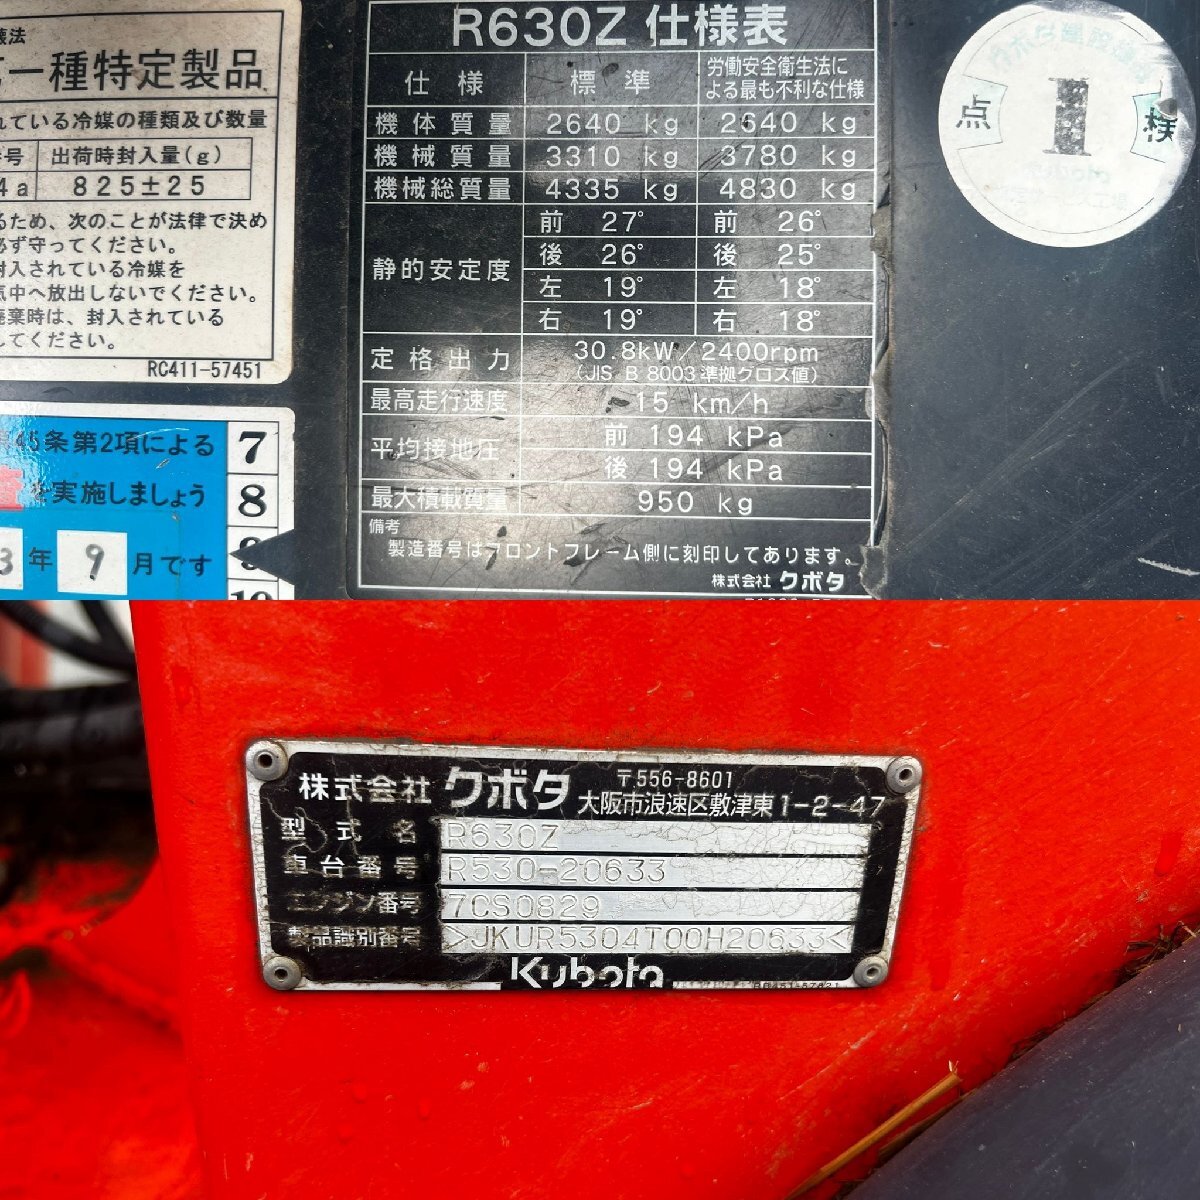 一種特定製品
れている冷媒の種類及び数量
号 出荷時封入量(g)
4a 825±25
るため、次のことが法律で決め
必ず守ってください。
封入されている冷媒を
気中へ放出しないでください。
廃棄時は、封入されている
してください。
RC411-57451
45条第2項による
を実施しましょう
3年 9月です
7
8
9
10
R630Z 仕様表
仕様 標準 労働安全衛生法による最も不利な仕様
機体質量 2640 kg 2640 kg
機械質量 3310 kg 3780 kg
機械総質量 4335 kg 4830 kg
静的安定度 前 27° 前 26°
後 26° 後 25°
左 19° 左 18°
右 19° 右 18°
定格出力 30.8kW/2400rpm
(JIS B 8003準拠グロス値)
最高走行速度 15 km/h
平均接地圧 前 194 kPa
後 194 kPa
最大積載質量 950 kg
備考
製造番号はフロントフレーム側に刻印してあります。
株式会社 クボタ
点 1 検
株式会社 クボタ 〒556-8601
大阪市浪速区敷津東1-2-47
型式名 R630Z
車台番号 R530-20633
エンジン番号 7CS0829
製品識別番号 >JKUR5304T00H20633<
Kubota